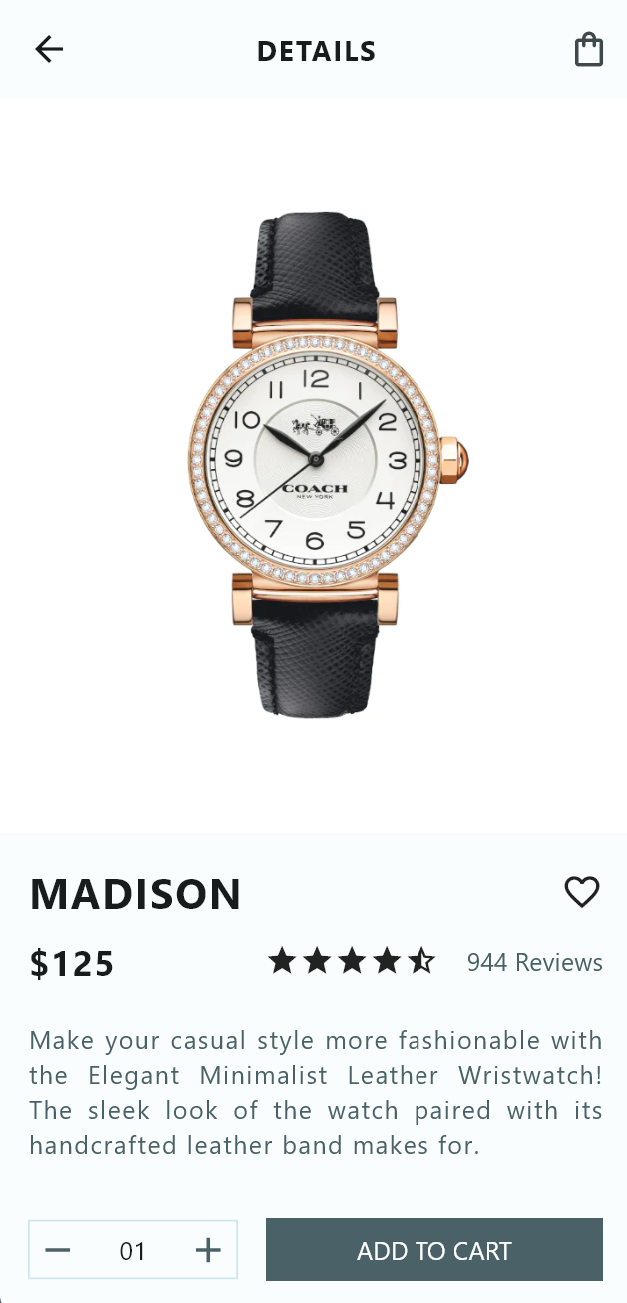 DETAILS
12
11
1
10
2
9
3
COACH
NEW YORK
8
4
7
5
6
MADISON
$125
944 Reviews
Make your casual style more fashionable with
the Elegant Minimalist Leather Wristwatch!
The sleek look of the watch paired with its
handcrafted leather band makes for.
01
ADD TO CART